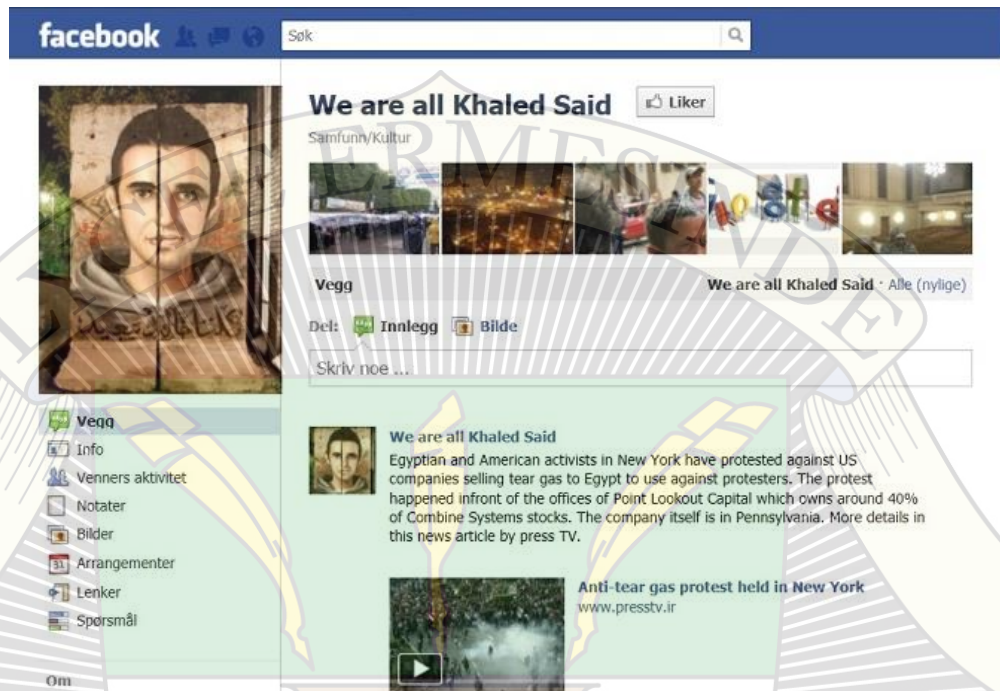 facebook
Søk
We are all Khaled Said
Liker
Samfunn/Kultur
Vegg
We are all Khaled Said · Alle (nylige)
Del: Innlegg Bilde
Skriv noe ...
Vegg
Info
Venners aktivitet
Notater
Bilder
Arrangementer
31
Lenker
Spørsmål
Om
We are all Khaled Said
Egyptian and American activists in New York have protested against US
companies selling tear gas to Egypt to use against protesters. The protest
happened infront of the offices of Point Lookout Capital which owns around 40%
of Combine Systems stocks. The company itself is in Pennsylvania. More details in
this news article by press TV.
Anti-tear gas protest held in New York
www.presstv.ir